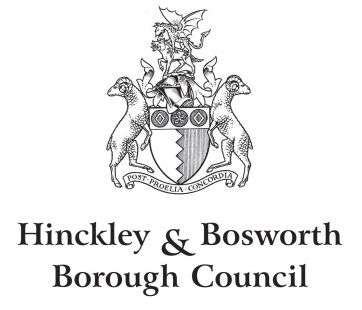 POST · PROELIA · CONCORDIA
Hinckley & Bosworth
Borough Council